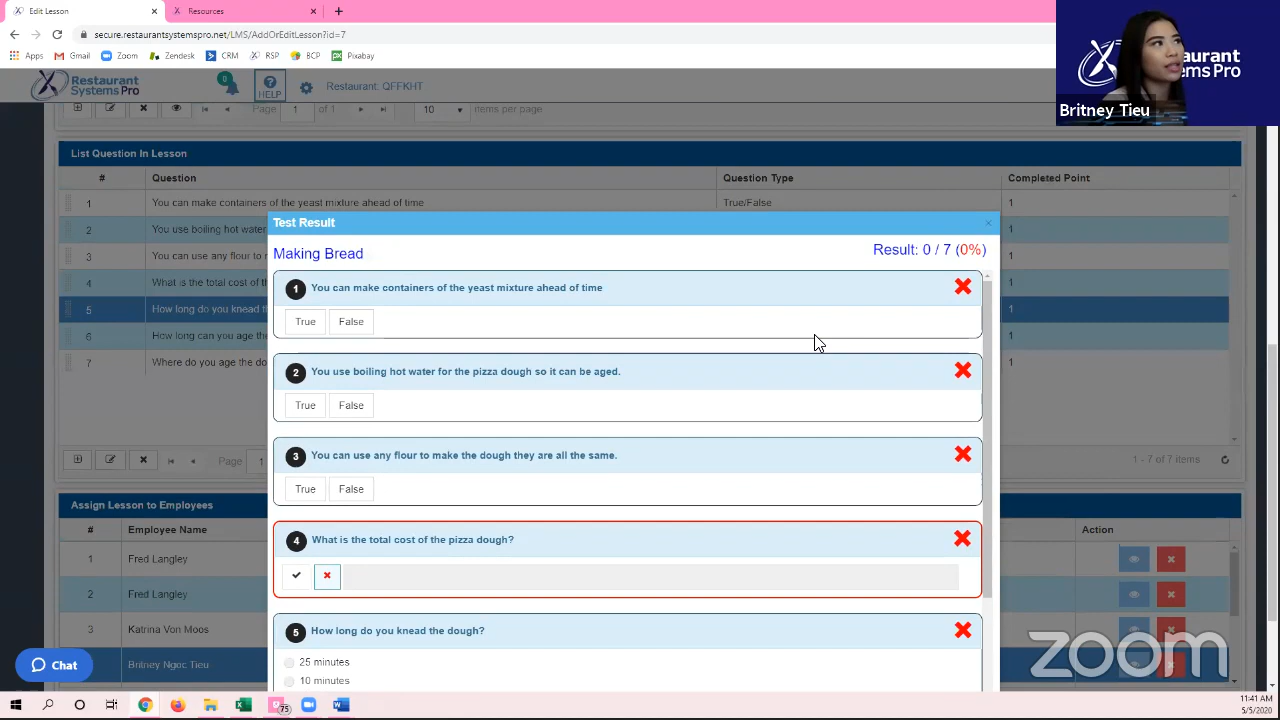 Edit Lesson
Resources
secure.restaurantsystemspro.net/LMS/AddOrEditLesson?id=7
Apps Gmail Zoom Zendesk CRM RSP BCP Pixabay
Restaurant
Systems Pro
0
HELP
Restaurant: QFFKHT
aurant
ems Pro
Britney Tieu
Page 1 of 1 10 items per page
List Question In Lesson
# Question Question Type Completed Point
1 You can make containers of the yeast mixture ahead of time True/False 1
2 You use boiling hot water 1
3 You can use any flour to 1
4 What is the total cost of th 1
5 How long do you knead t 1
6 How long can you age the 1
7 Where do you age the do 1
Page 1 1 - 7 of 7 items
Test Result
Making Bread Result: 0 / 7 (0%)
1 You can make containers of the yeast mixture ahead of time
True False
2 You use boiling hot water for the pizza dough so it can be aged.
True False
3 You can use any flour to make the dough they are all the same.
True False
4 What is the total cost of the pizza dough?
5 How long do you knead the dough?
25 minutes
10 minutes
Assign Lesson to Employees
# Employee Name Action
1 Fred Langley
2 Fred Langley
3 Katrina Von Moos
Britney Ngoc Tieu
Chat
zoom
75
11:41 AM
5/5/2020